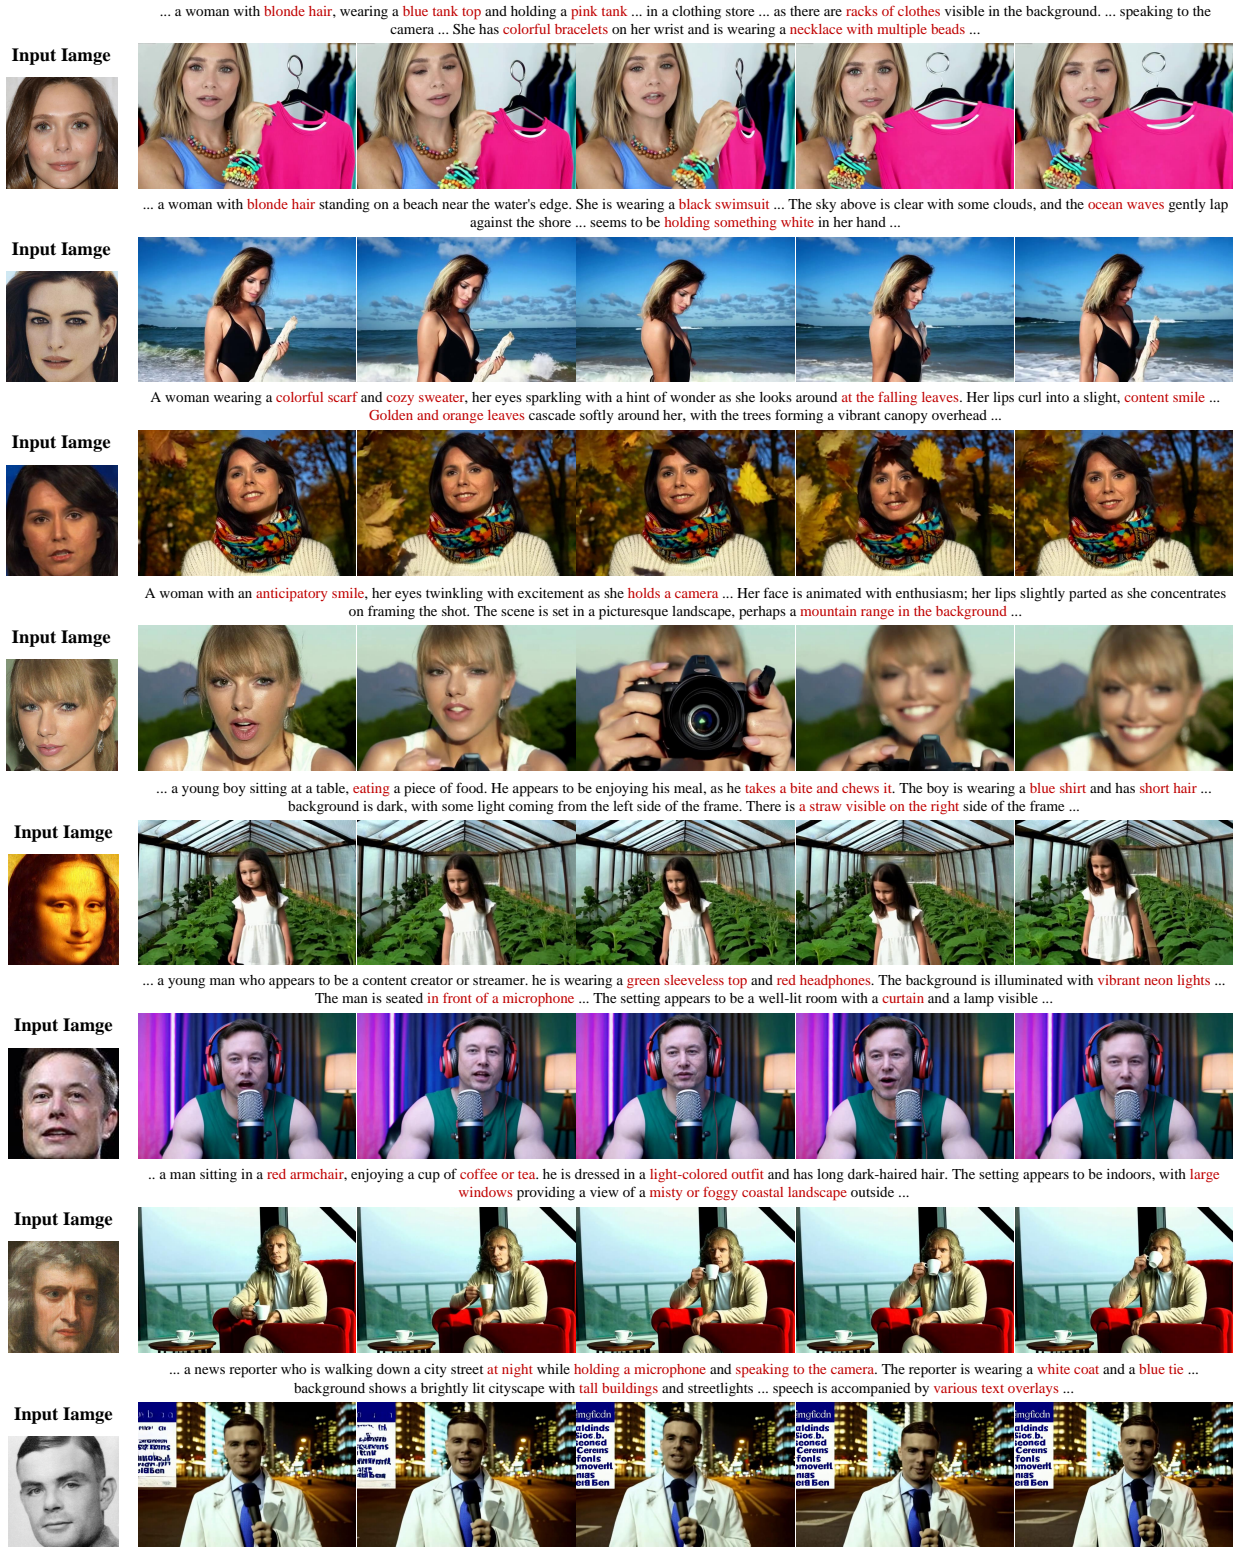 ... a woman with blonde hair, wearing a blue tank top and holding a pink tank ... in a clothing store ... as there are racks of clothes visible in the background. ... speaking to the
camera ... She has colorful bracelets on her wrist and is wearing a necklace with multiple beads ...
Input Iamge
... a woman with blonde hair standing on a beach near the water's edge. She is wearing a black swimsuit ... The sky above is clear with some clouds, and the ocean waves gently lap
against the shore ... seems to be holding something white in her hand ...
Input Iamge
A woman wearing a colorful scarf and cozy sweater, her eyes sparkling with a hint of wonder as she looks around at the falling leaves. Her lips curl into a slight, content smile ...
Golden and orange leaves cascade softly around her, with the trees forming a vibrant canopy overhead ...
Input Iamge
A woman with an anticipatory smile, her eyes twinkling with excitement as she holds a camera ... Her face is animated with enthusiasm; her lips slightly parted as she concentrates
on framing the shot. The scene is set in a picturesque landscape, perhaps a mountain range in the background ...
Input Iamge
... a young boy sitting at a table, eating a piece of food. He appears to be enjoying his meal, as he takes a bite and chews it. The boy is wearing a blue shirt and has short hair ...
background is dark, with some light coming from the left side of the frame. There is a straw visible on the right side of the frame ...
Input Iamge
... a young man who appears to be a content creator or streamer. he is wearing a green sleeveless top and red headphones. The background is illuminated with vibrant neon lights ...
The man is seated in front of a microphone ... The setting appears to be a well-lit room with a curtain and a lamp visible ...
Input Iamge
.. a man sitting in a red armchair, enjoying a cup of coffee or tea. he is dressed in a light-colored outfit and has long dark-haired hair. The setting appears to be indoors, with large
windows providing a view of a misty or foggy coastal landscape outside ...
Input Iamge
... a news reporter who is walking down a city street at night while holding a microphone and speaking to the camera. The reporter is wearing a white coat and a blue tie ...
background shows a brightly lit cityscape with tall buildings and streetlights ... speech is accompanied by various text overlays ...
Input Iamge